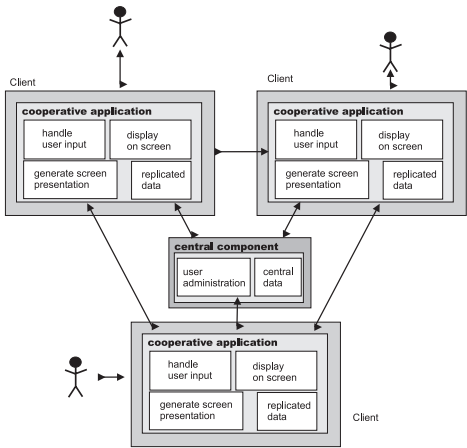 Client
cooperative application
handle
user input
display
on screen
generate screen
presentation
replicated
data
Client
cooperative application
handle
user input
display
on screen
generate screen
presentation
replicated
data
central component
user
administration
central
data
cooperative application
handle
user input
display
on screen
generate screen
presentation
replicated
data
Client